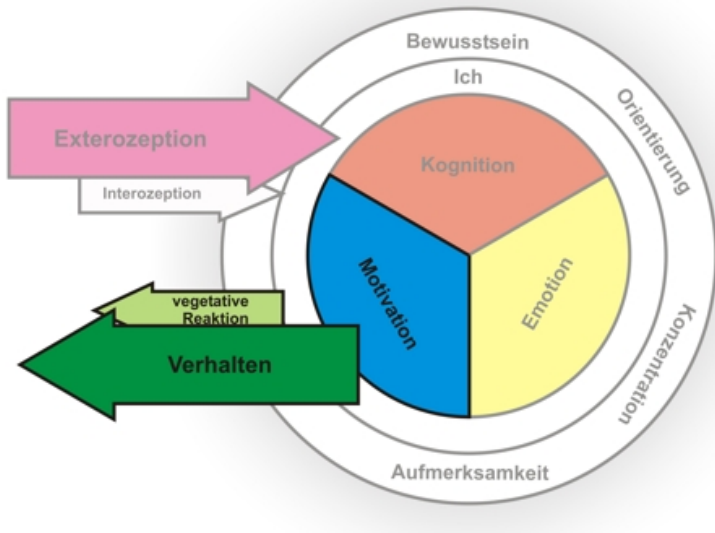 Bewusstsein
Ich
Orientierung
Exterozeption
Kognition
Interozeption
Motivation
Emotion
vegetative
Reaktion
Verhalten
Konzentration
Aufmerksamkeit